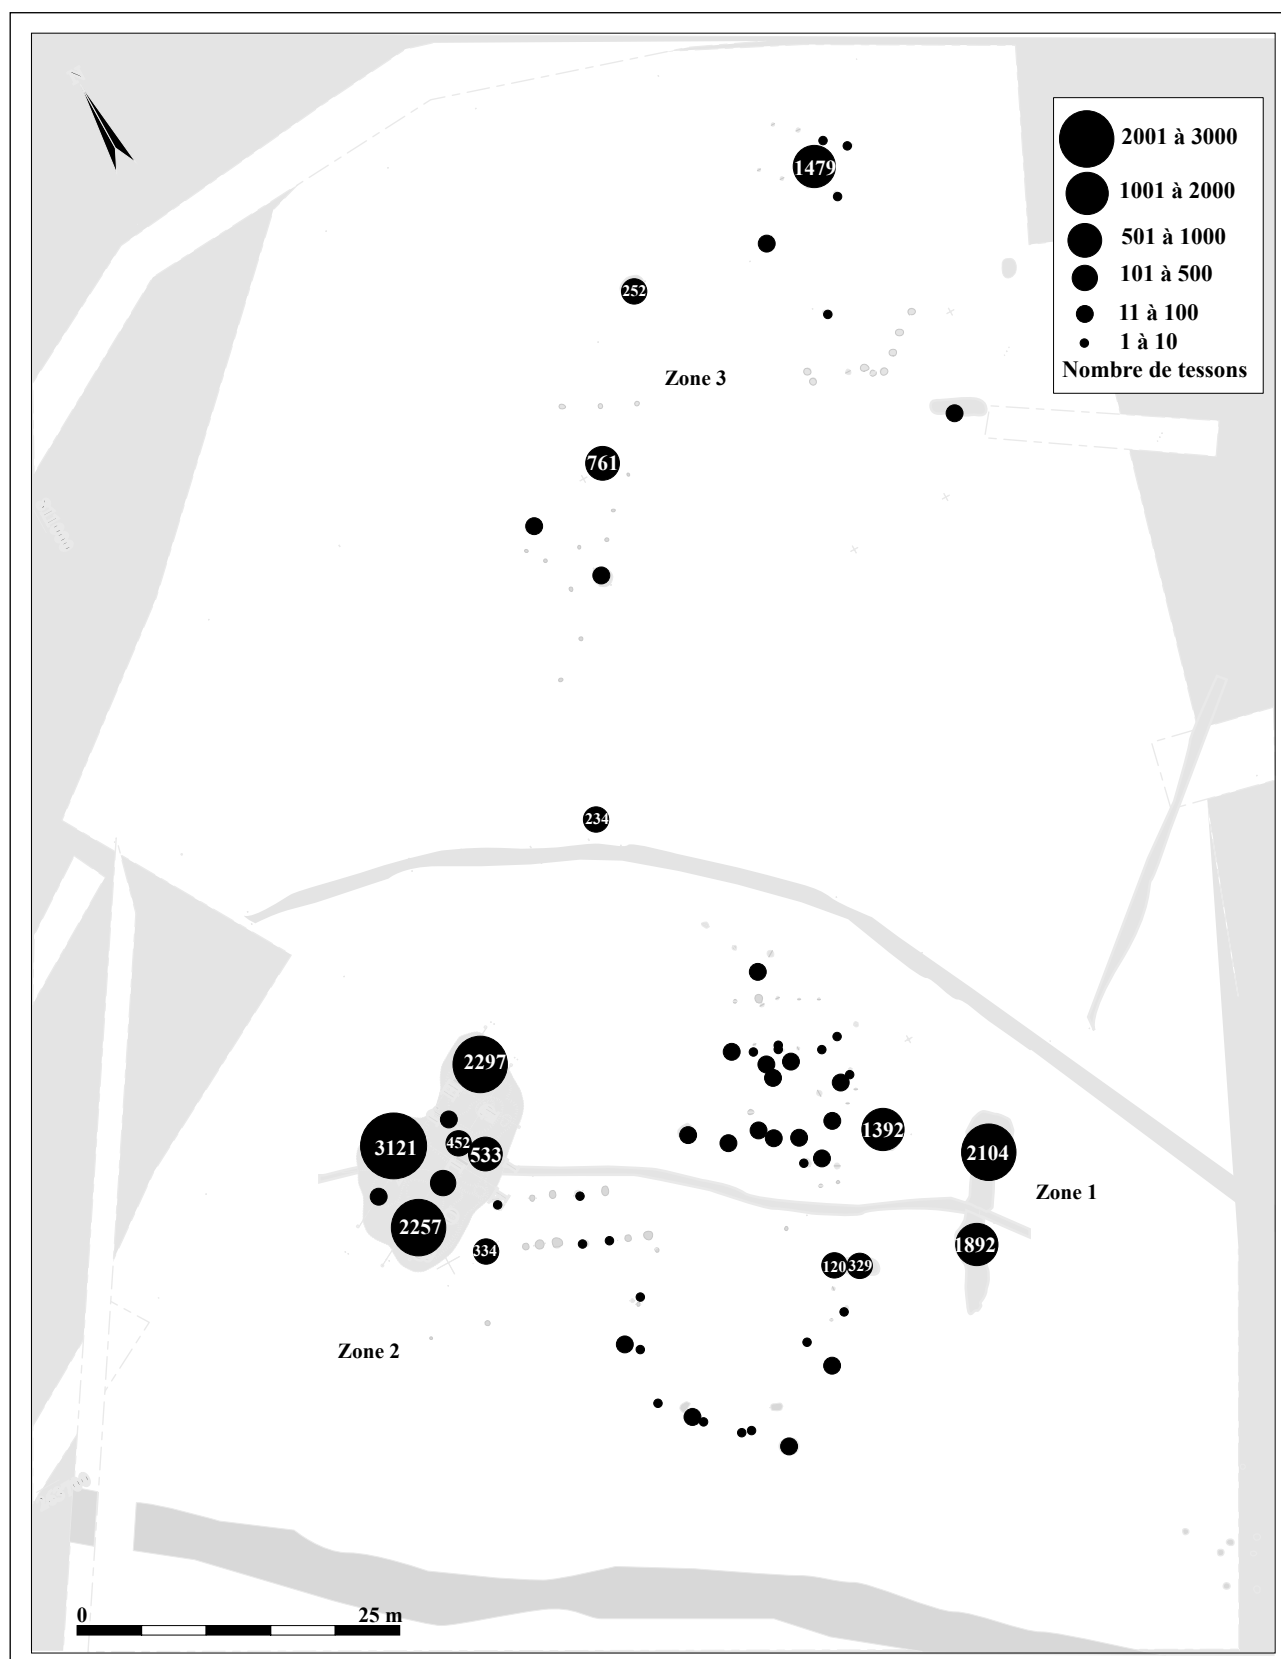 2001 à 3000
1001 à 2000
501 à 1000
101 à 500
11 à 100
1 à 10
Nombre de tessons
1479
252
Zone 3
761
234
2297
3121
452
533
1392
2104
Zone 1
2257
334
1892
120
329
Zone 2
0
25 m